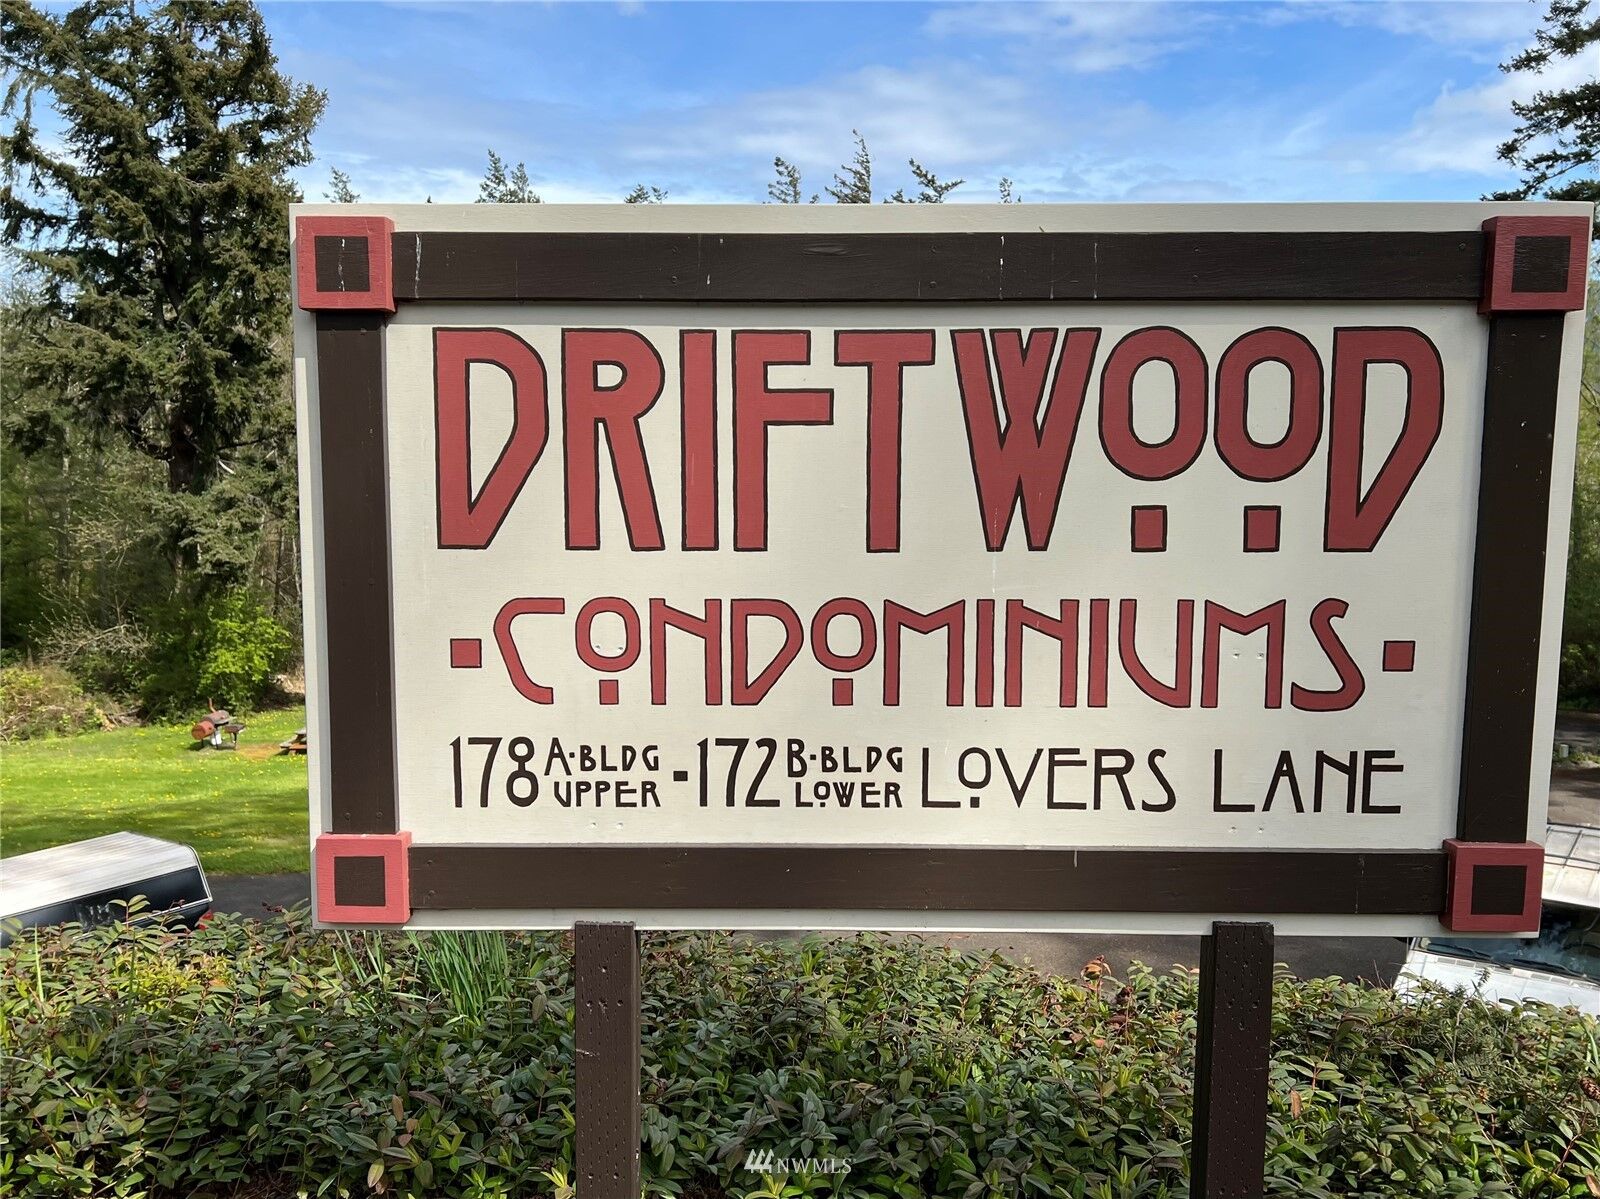 DRIFTWOOD
·CONDOMINIUMS·
178 A·BLDG UPPER - 172 B·BLDG LOWER LOVERS LANE
NWMLS